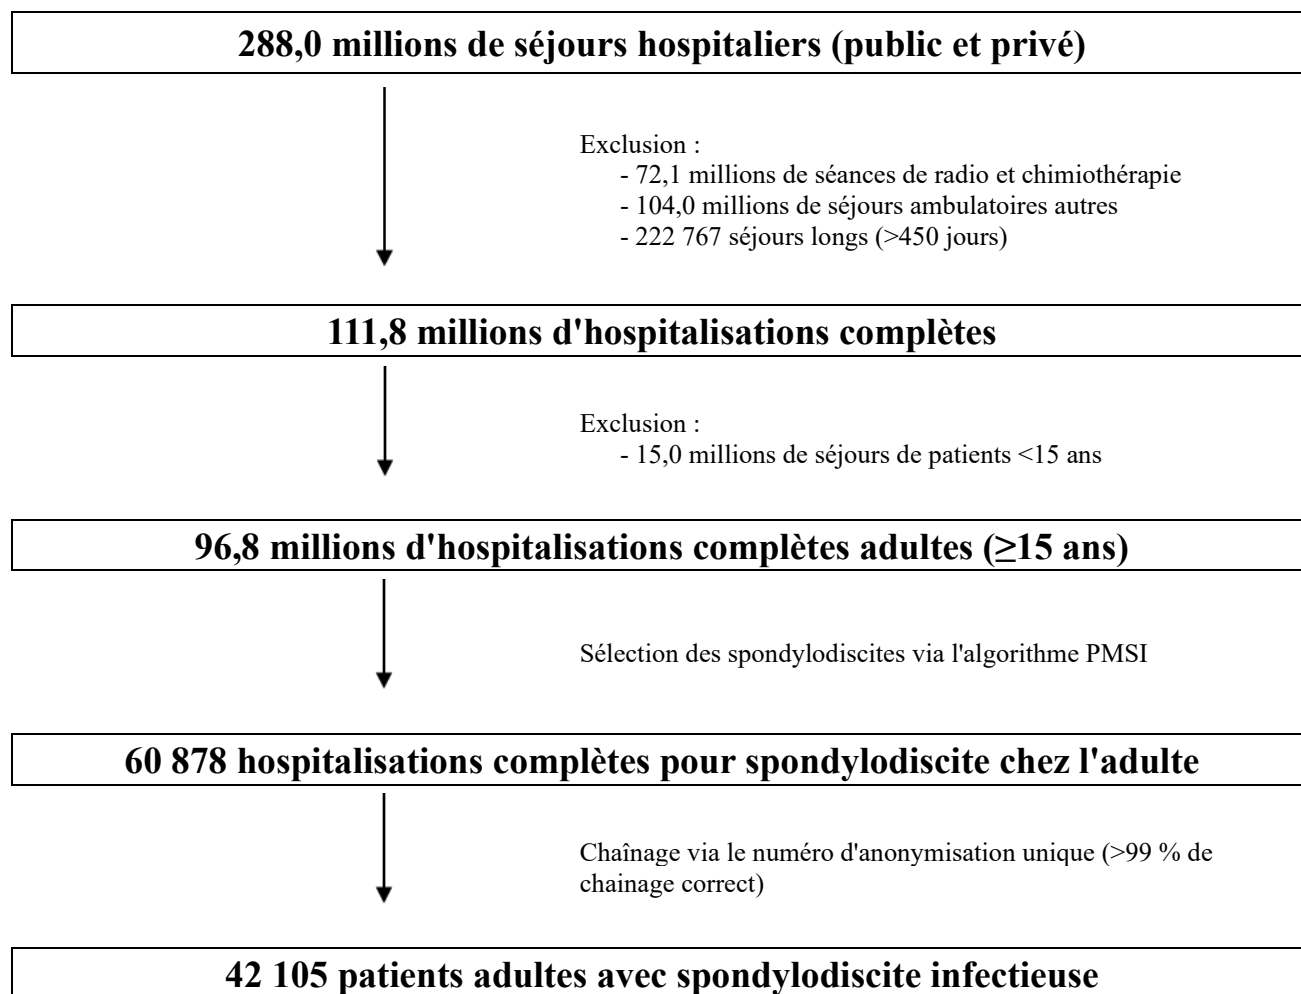 288,0 millions de séjours hospitaliers (public et privé)
Exclusion :
- 72,1 millions de séances de radio et chimiothérapie
- 104,0 millions de séjours ambulatoires autres
- 222 767 séjours longs (>450 jours)
111,8 millions d'hospitalisations complètes
Exclusion :
- 15,0 millions de séjours de patients <15 ans
96,8 millions d'hospitalisations complètes adultes (≥15 ans)
Sélection des spondylodiscites via l'algorithme PMSI
60 878 hospitalisations complètes pour spondylodiscite chez l'adulte
Chaînage via le numéro d'anonymisation unique (>99 % de
chainage correct)
42 105 patients adultes avec spondylodiscite infectieuse